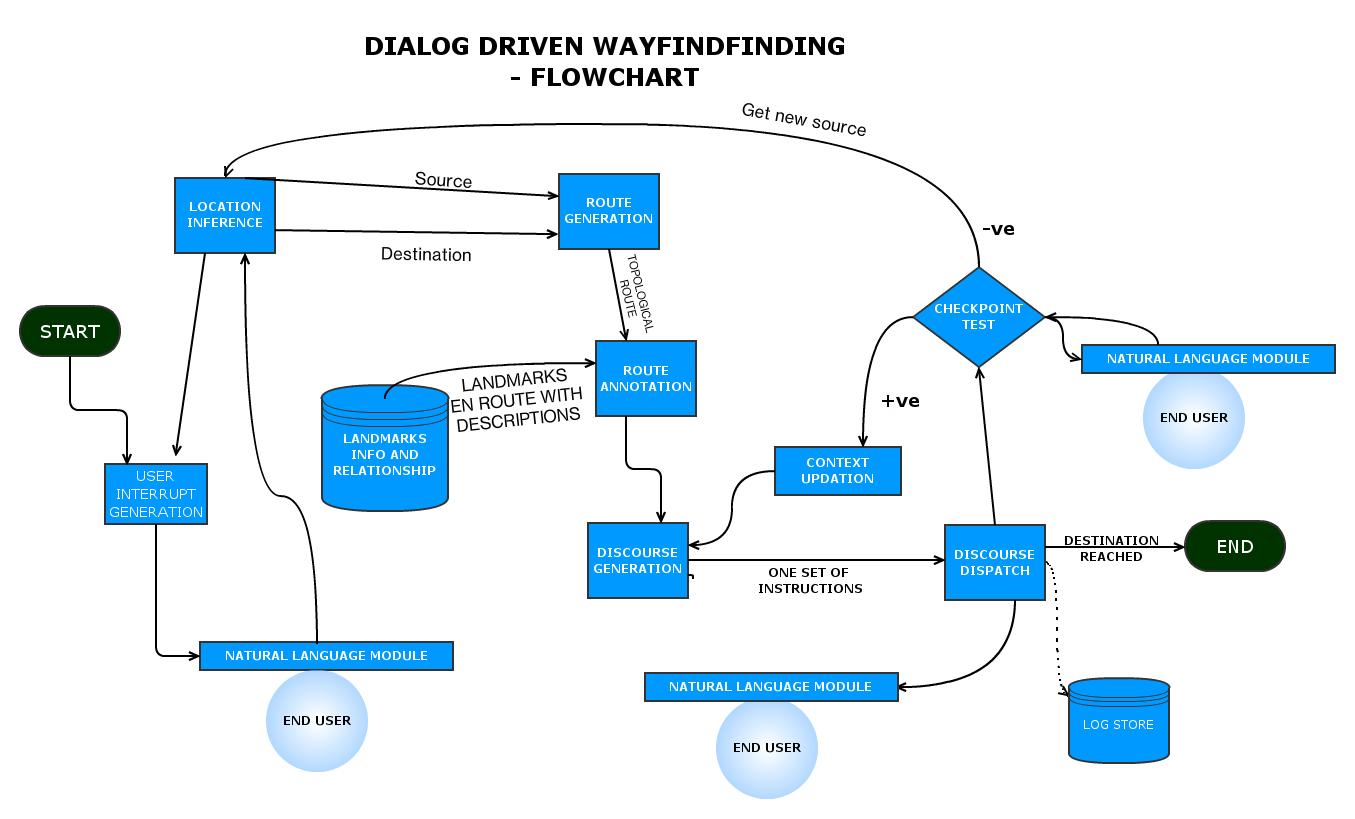 DIALOG DRIVEN WAYFINDFINDING
- FLOWCHART
Get new source
LOCATION
INFERENCE
Source
Destination
ROUTE
GENERATION
-ve
TOPOLOGICAL
ROUTE
START
CHECKPOINT
TEST
NATURAL LANGUAGE MODULE
END USER
ROUTE
ANNOTATION
LANDMARKS
EN ROUTE WITH
DESCRIPTIONS
LANDMARKS
INFO AND
RELATIONSHIP
+ve
CONTEXT
UPDATION
USER
INTERRUPT
GENERATION
DISCOURSE
GENERATION
ONE SET OF
INSTRUCTIONS
DISCOURSE
DISPATCH
DESTINATION
REACHED
END
NATURAL LANGUAGE MODULE
END USER
NATURAL LANGUAGE MODULE
END USER
LOG STORE